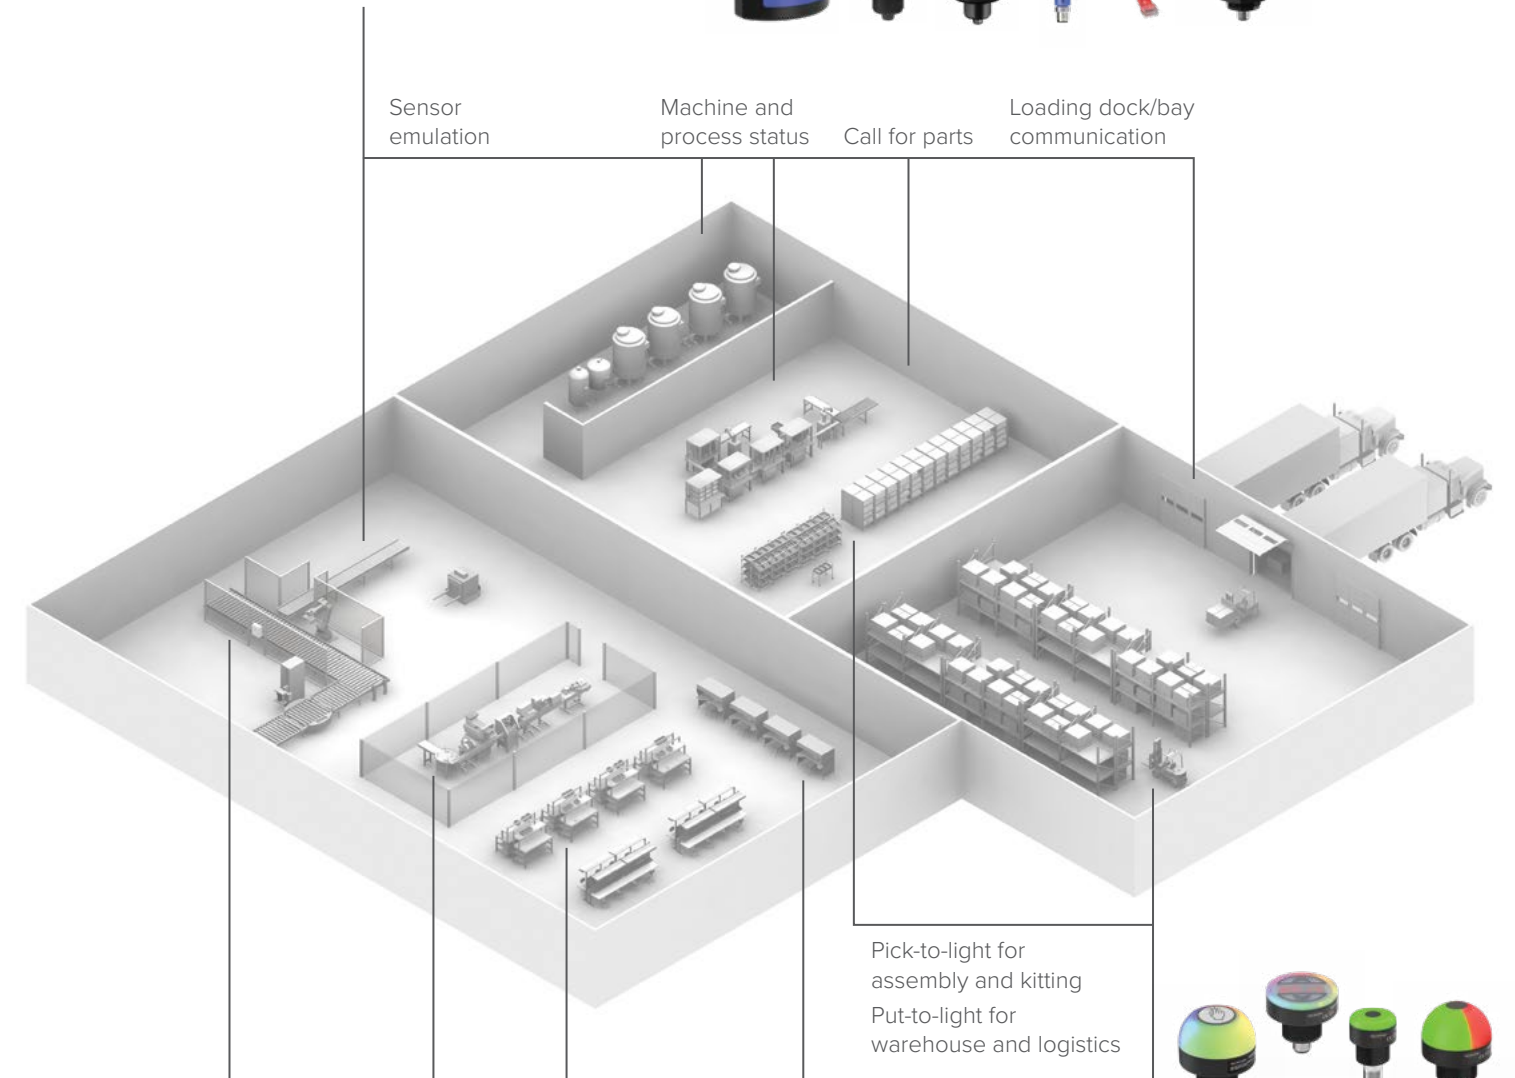 Sensor
emulation
Machine and
process status
Call for parts
Loading dock/bay
communication
Pick-to-light for
assembly and kitting
Put-to-light for
warehouse and logistics